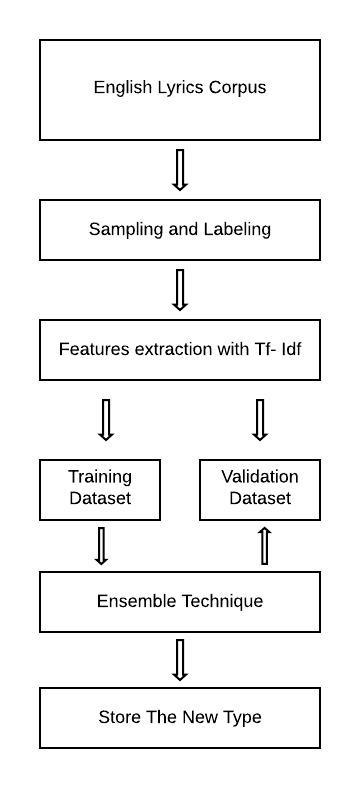 English Lyrics Corpus
Sampling and Labeling
Features extraction with Tf- Idf
Training
Dataset
Validation
Dataset
Ensemble Technique
Store The New Type